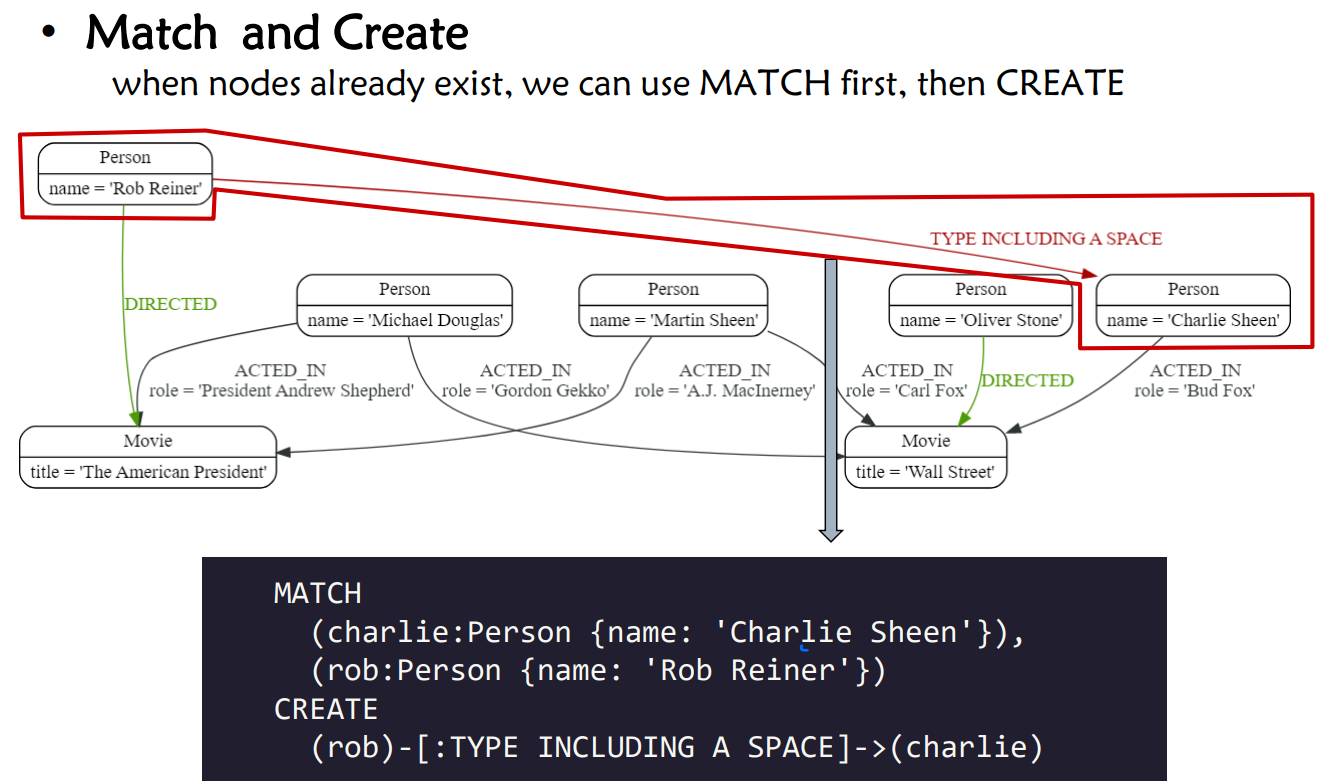 • Match and Create
when nodes already exist, we can use MATCH first, then CREATE
Person
name = 'Rob Reiner'
TYPE INCLUDING A SPACE
DIRECTED
Person
name = 'Michael Douglas'
Person
name = 'Martin Sheen'
Person
name = 'Oliver Stone'
Person
name = 'Charlie Sheen'
ACTED_IN
role = 'President Andrew Shepherd'
ACTED_IN
role = 'Gordon Gekko'
ACTED_IN
role = 'A.J. MacInerney'
ACTED_IN
role = 'Carl Fox'
DIRECTED
ACTED_IN
role = 'Bud Fox'
Movie
title = 'The American President'
Movie
title = 'Wall Street'
MATCH
(charlie:Person {name: 'Charlie Sheen'}),
(rob:Person {name: 'Rob Reiner'})
CREATE
(rob)-[:TYPE INCLUDING A SPACE]->(charlie)